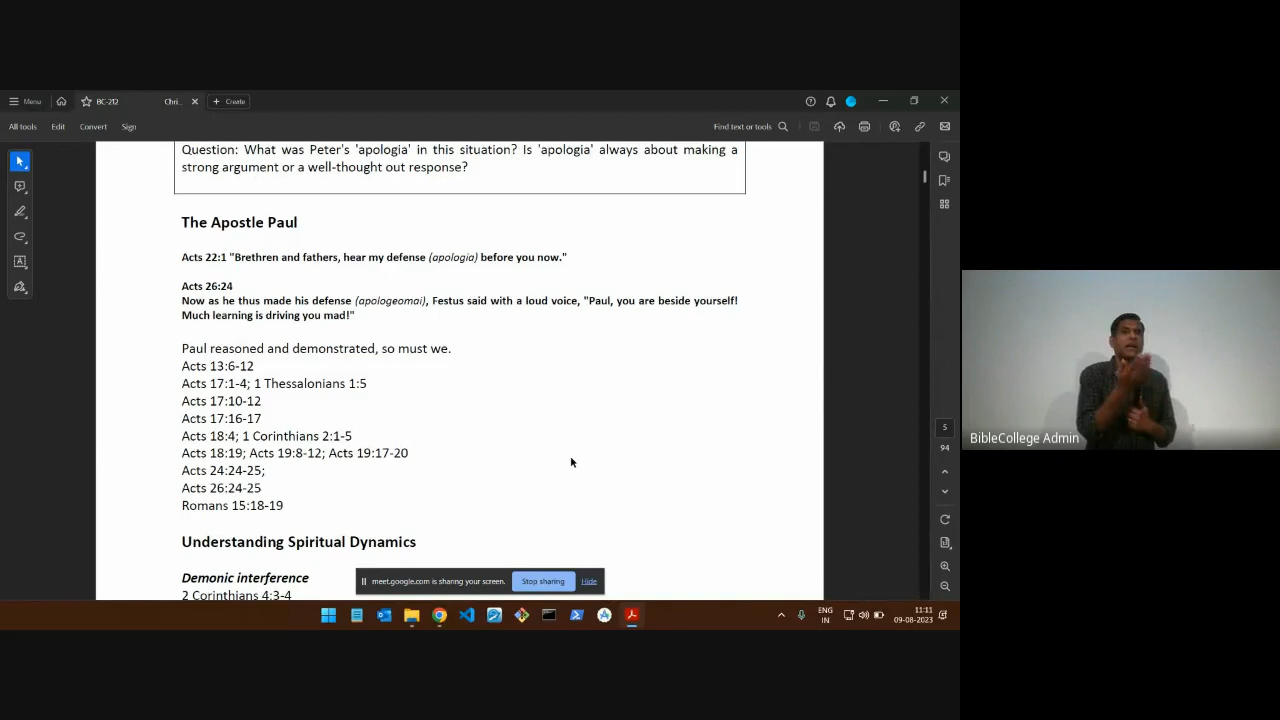 Menu
BC-212
Chri...
Create
All tools
Edit
Convert
Sign
Find text or tools
Question: What was Peter's 'apologia' in this situation? Is 'apologia' always about making a
strong argument or a well-thought out response?
The Apostle Paul
Acts 22:1 "Brethren and fathers, hear my defense (apologia) before you now."
Acts 26:24
Now as he thus made his defense (apologeomai), Festus said with a loud voice, "Paul, you are beside yourself!
Much learning is driving you mad!"
Paul reasoned and demonstrated, so must we.
Acts 13:6-12
Acts 17:1-4; 1 Thessalonians 1:5
Acts 17:10-12
Acts 17:16-17
Acts 18:4; 1 Corinthians 2:1-5
Acts 18:19; Acts 19:8-12; Acts 19:17-20
Acts 24:24-25;
Acts 26:24-25
Romans 15:18-19
Understanding Spiritual Dynamics
Demonic interference
2 Corinthians 4:3-4
5
94
meet.google.com is sharing your screen.
Stop sharing
Hide
BibleCollege Admin
ENG
IN
11:11
09-08-2023